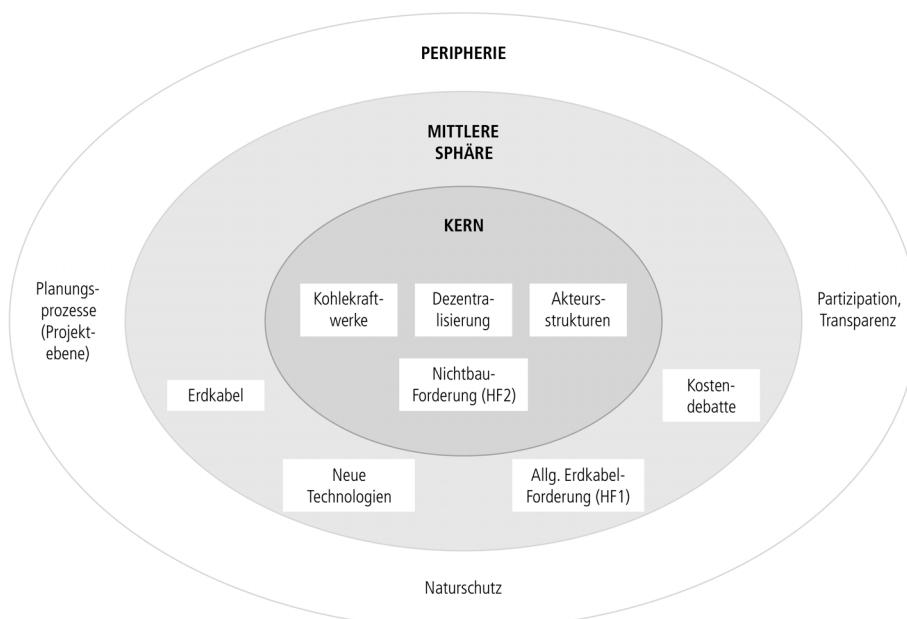 PERIPHERIE
MITTLERE
SPHÄRE
KERN
Kohlekraft-
werke
Dezentra-
lisierung
Akteurs-
strukturen
Nichtbau-
Forderung (HF2)
Planungs-
prozesse
(Projekt-
ebene)
Partizipation,
Transparenz
Erdkabel
Kosten-
debatte
Neue
Technologien
Allg. Erdkabel-
Forderung (HF1)
Naturschutz